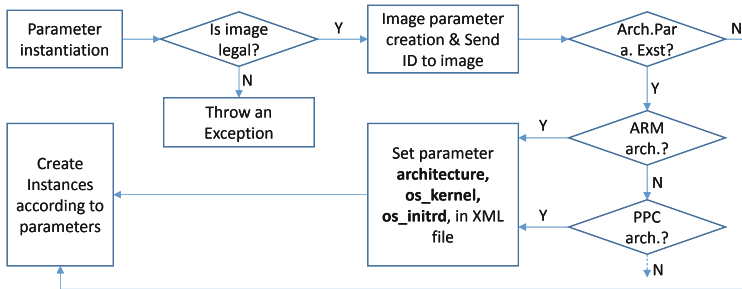 Parameter
instantiation
Is image
legal?
Y
N
Throw an
Exception
Image parameter
creation & Send
ID to image
Arch.Par
a. Exst?
N
Y
ARM
arch.?
Y
N
PPC
arch.?
Y
N
Set parameter
architecture,
os_kernel,
os_initrd, in XML
file
Create
Instances
according to
parameters